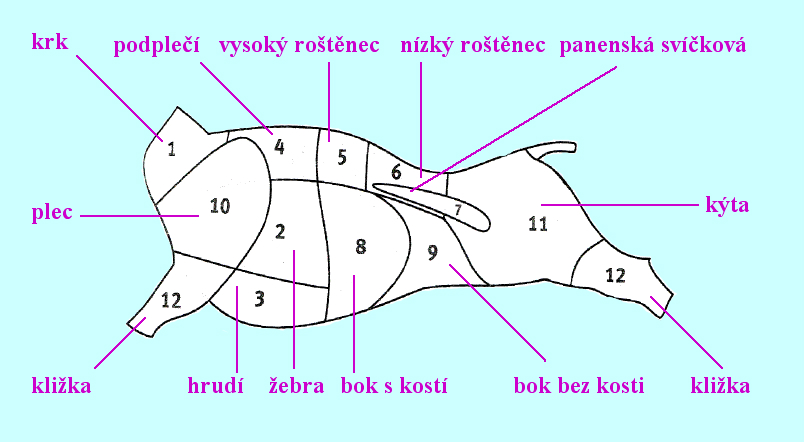 krk podplečí vysoký roštěnec nízký roštěnec panenská svíčková
1 4 5 6
plec 10 7 kýta
2 8 9 11
12 3 12
kližka hrudí žebra bok s kostí bok bez kosti kližka